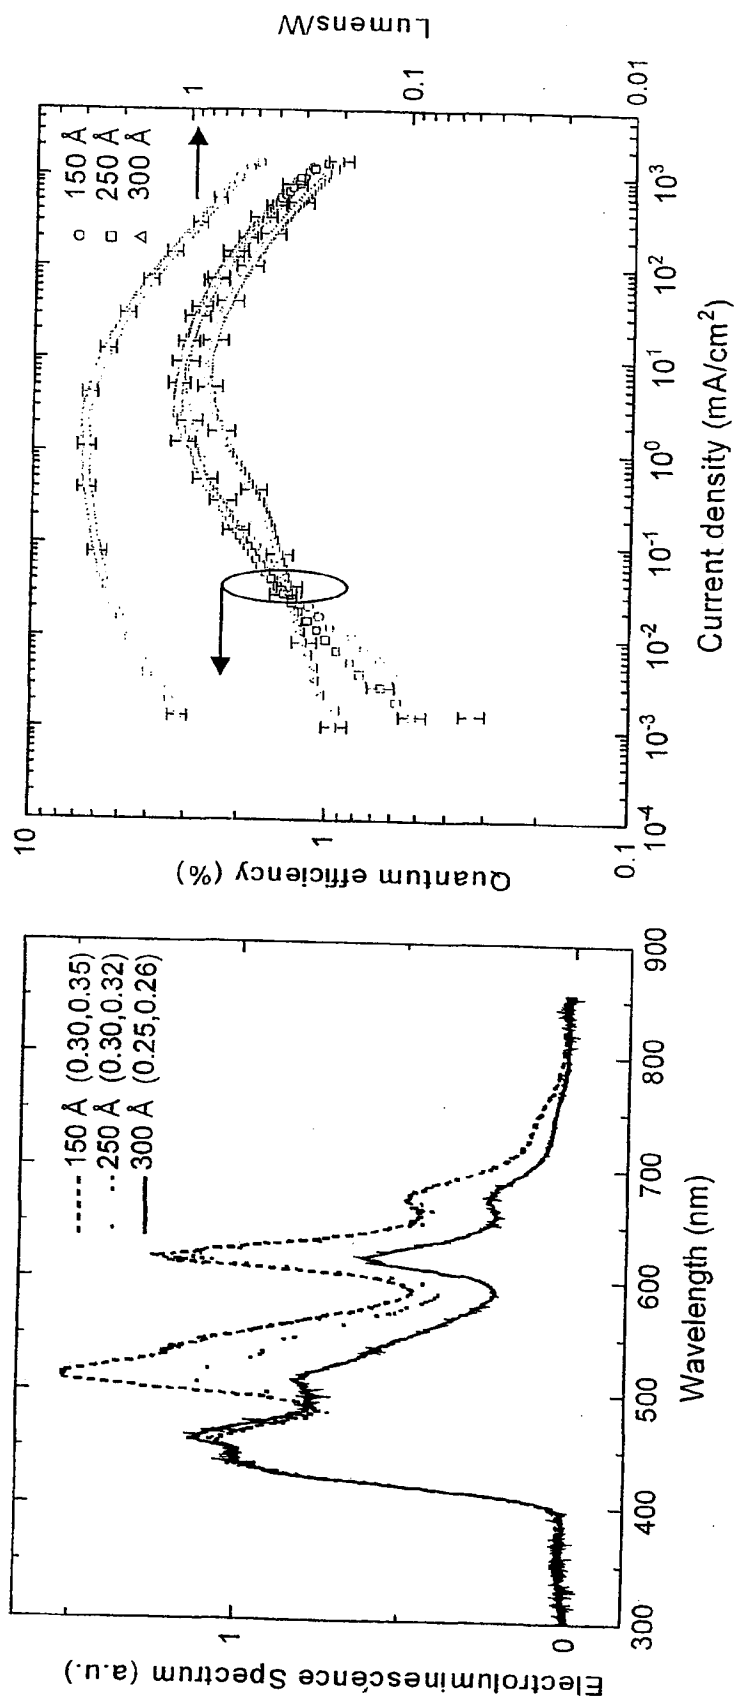 Electroluminescence Spectrum (a.u.)
1
0
150 Å (0.30,0.35)
250 Å (0.30,0.32)
300 Å (0.25,0.26)
300
400
500
600
700
800
900
Wavelength (nm)
Quantum efficiency (%)
10
1
0.1
150 Å
250 Å
300 Å
Lumens/W
1
0.1
0.01
10-4
10-3
10-2
10-1
10⁰
10¹
10²
10³
Current density (mA/cm²)